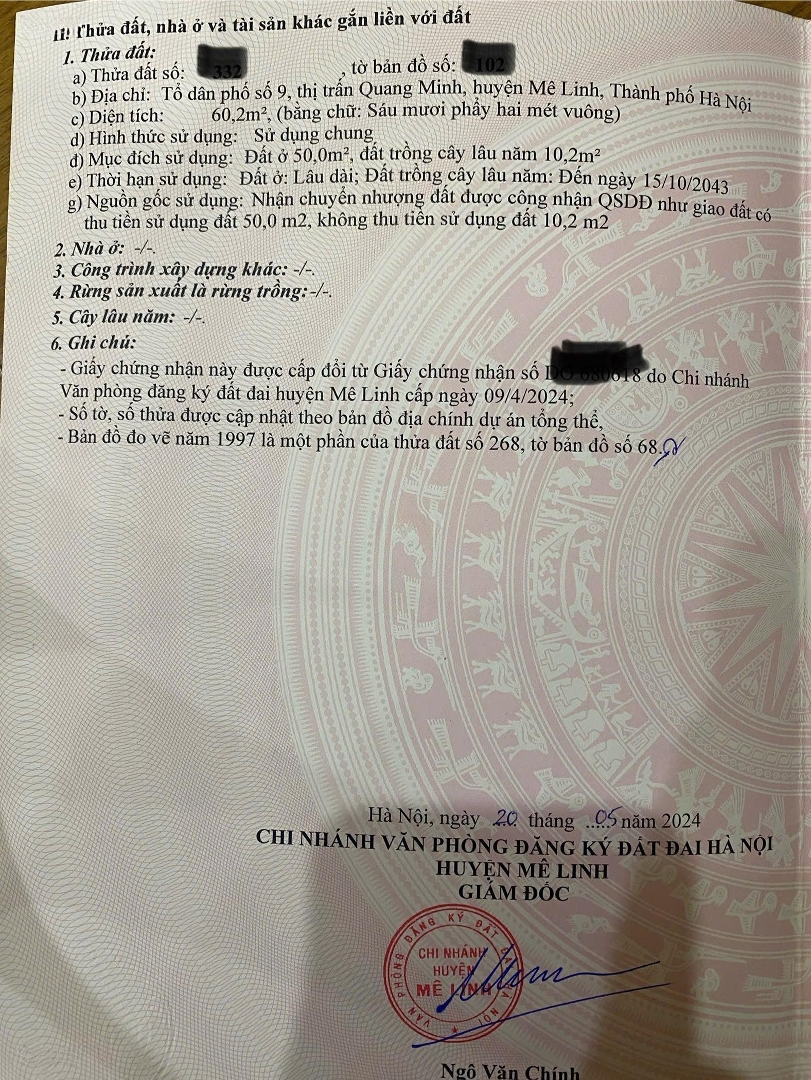 II. Thửa đất, nhà ở và tài sản khác gắn liền với đất
1. Thửa đất:
a) Thửa đất số: , tờ bản đồ số:
b) Địa chỉ: Tổ dân phố số 9, thị trấn Quang Minh, huyện Mê Linh, Thành phố Hà Nội
c) Diện tích: 60,2m², (bằng chữ: Sáu mươi phẩy hai mét vuông)
d) Hình thức sử dụng: Sử dụng chung
đ) Mục đích sử dụng: Đất ở 50,0m², đất trồng cây lâu năm 10,2m²
e) Thời hạn sử dụng: Đất ở: Lâu dài; Đất trồng cây lâu năm: Đến ngày 15/10/2043
g) Nguồn gốc sử dụng: Nhận chuyển nhượng đất được công nhận QSDĐ như giao đất có
thu tiền sử dụng đất 50,0 m2, không thu tiền sử dụng đất 10,2 m2
2. Nhà ở: -/-.
3. Công trình xây dựng khác: -/-.
4. Rừng sản xuất là rừng trồng: -/-.
5. Cây lâu năm: -/-.
6. Ghi chú:
- Giấy chứng nhận này được cấp đổi từ Giấy chứng nhận số do Chi nhánh
Văn phòng đăng ký đất đai huyện Mê Linh cấp ngày 09/4/2024;
- Số tờ, số thửa được cập nhật theo bản đồ địa chính dự án tổng thể,
- Bản đồ đo vẽ năm 1997 là một phần của thửa đất số 268, tờ bản đồ số 68.
Hà Nội, ngày 20 tháng 05 năm 2024
CHI NHÁNH VĂN PHÒNG ĐĂNG KÝ ĐẤT ĐAI HÀ NỘI
HUYỆN MÊ LINH
GIÁM ĐỐC
VĂN PHÒNG ĐĂNG KÝ ĐẤT ĐAI HÀ NỘI
CHI NHÁNH
HUYỆN
MÊ LINH
Ngô Văn Chính